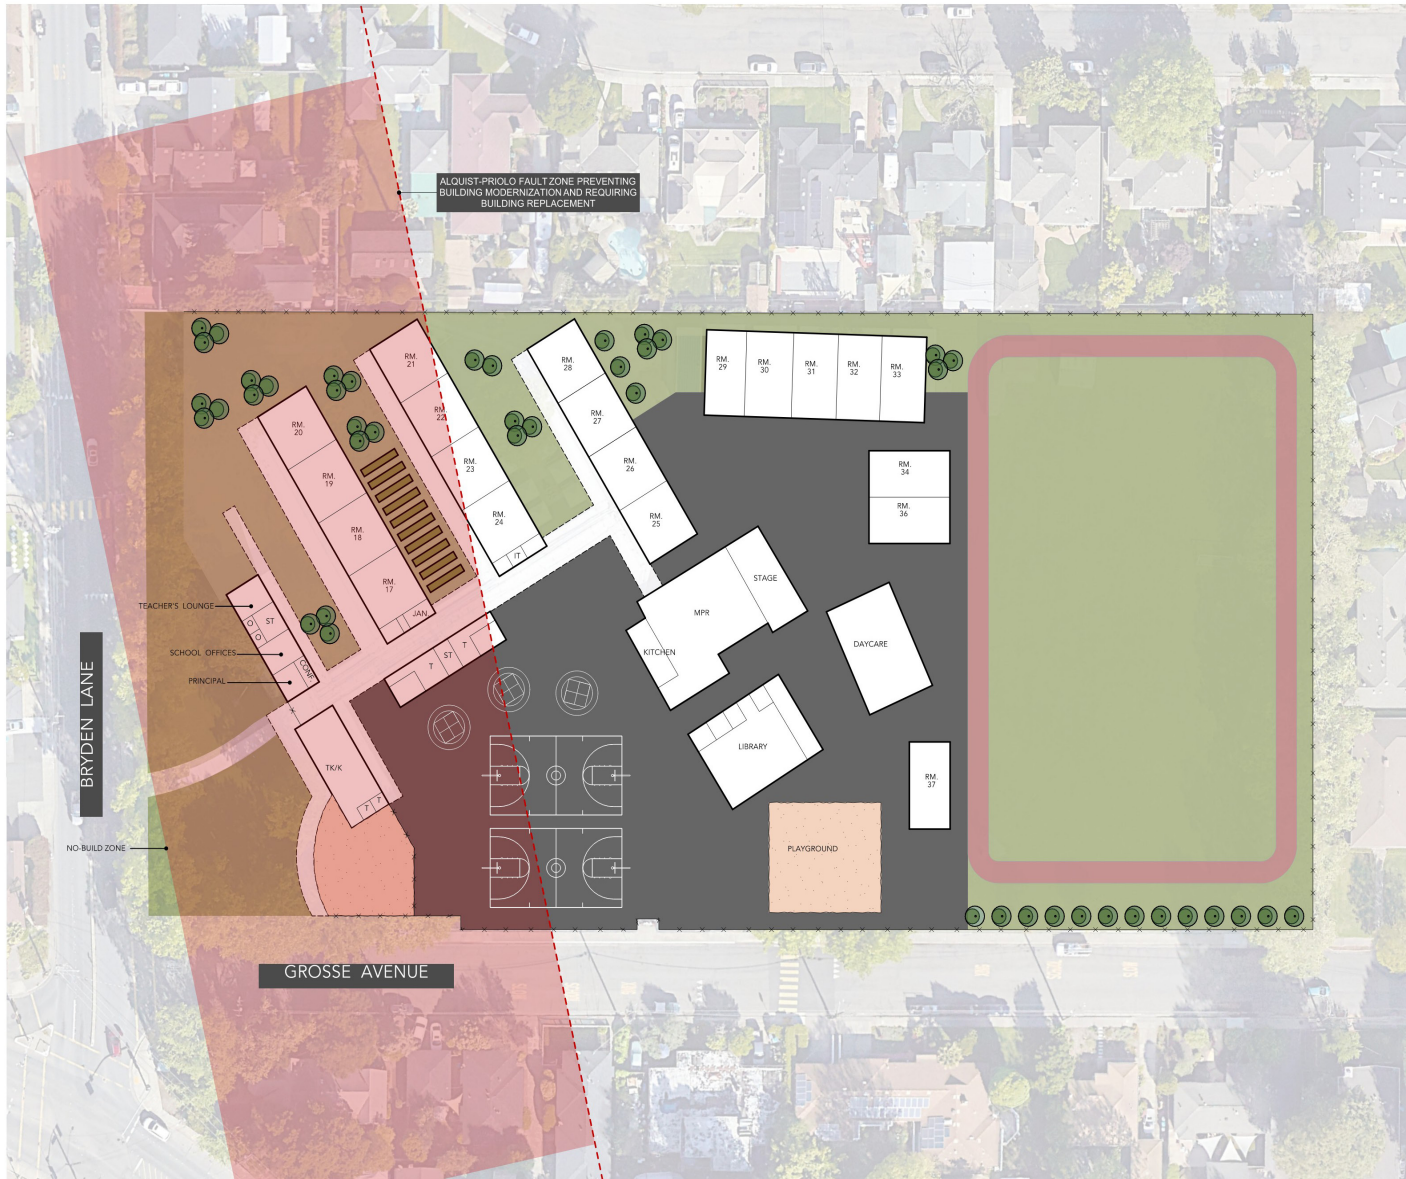 ALQUIST-PRIOLO FAULT ZONE PREVENTING
BUILDING MODERNIZATION AND REQUIRING
BUILDING REPLACEMENT
RM.
21
RM.
22
RM.
23
RM.
24
IT
RM.
28
RM.
27
RM.
26
RM.
25
RM.
29
RM.
30
RM.
31
RM.
32
RM.
33
RM.
34
RM.
36
RM.
20
RM.
19
RM.
18
RM.
17
JAN.
TEACHER'S LOUNGE
O
O
ST
SCHOOL OFFICES
CONF.
PRINCIPAL
T
ST
T
STAGE
MPR
KITCHEN
DAYCARE
LIBRARY
RM.
37
PLAYGROUND
TK/K
T
T
BRYDEN LANE
NO-BUILD ZONE
GROSSE AVENUE